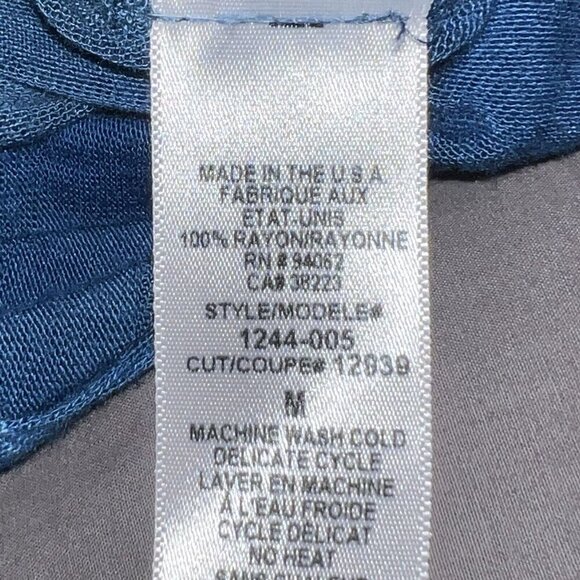 MADE IN THE U.S.A.
FABRIQUE AUX
ETAT-UNIS
100% RAYON/RAYONNE
RN # 94062
CA# 38223
STYLE/MODELE#
1244-005
CUT/COUPE# 12939
M
MACHINE WASH COLD
DELICATE CYCLE
LAVER EN MACHINE
À L'EAU FROIDE
CYCLE DÉLICAT
NO HEAT
SANS